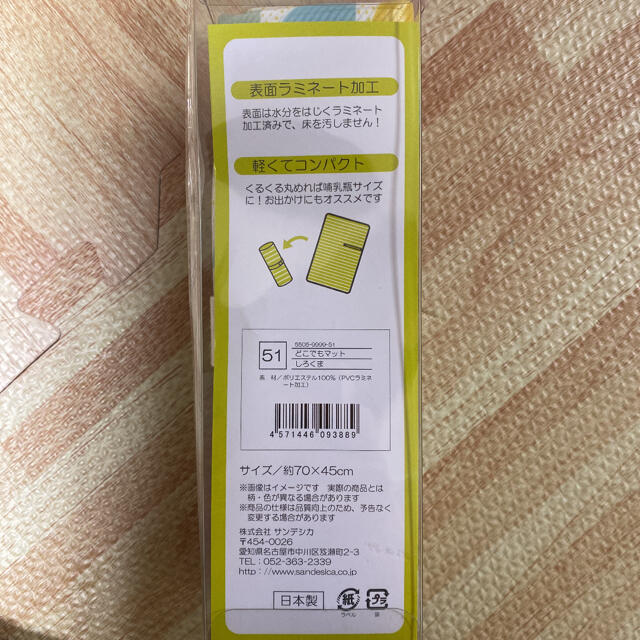 表面ラミネート加工
表面は水分をはじくラミネート
加工済みで、床を汚しません！
軽くてコンパクト
くるくる丸めれば哺乳瓶サイズ
に！お出かけにもオススメです
5505-9999-51
51
どこでもマット
しろくま
素　材／ポリエステル100％（PVCラミネ
ート加工）
4 571446 093889
サイズ／約70×45cm
※画像はイメージです　実際の商品とは
柄・色が異なる場合があります
※商品の仕様は品質向上のため、予告なく
変更する場合があります
株式会社 サンデシカ
〒454-0026
愛知県名古屋市中川区　瀬町2-3
TEL：052-363-2339
http：//www.sandesica.co.jp
日本製
紙
ラベル
プラ
袋